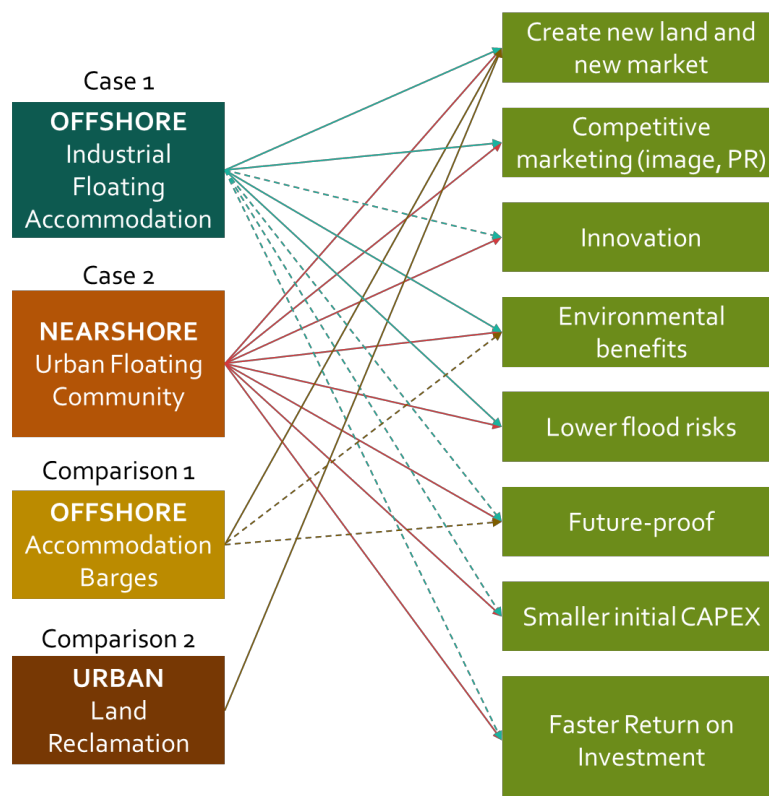 Case 1
OFFSHORE
Industrial
Floating
Accommodation
Case 2
NEARSHORE
Urban Floating
Community
Comparison 1
OFFSHORE
Accommodation
Barges
Comparison 2
URBAN
Land
Reclamation
Create new land and
new market
Competitive
marketing (image, PR)
Innovation
Environmental
benefits
Lower flood risks
Future-proof
Smaller initial CAPEX
Faster Return on
Investment